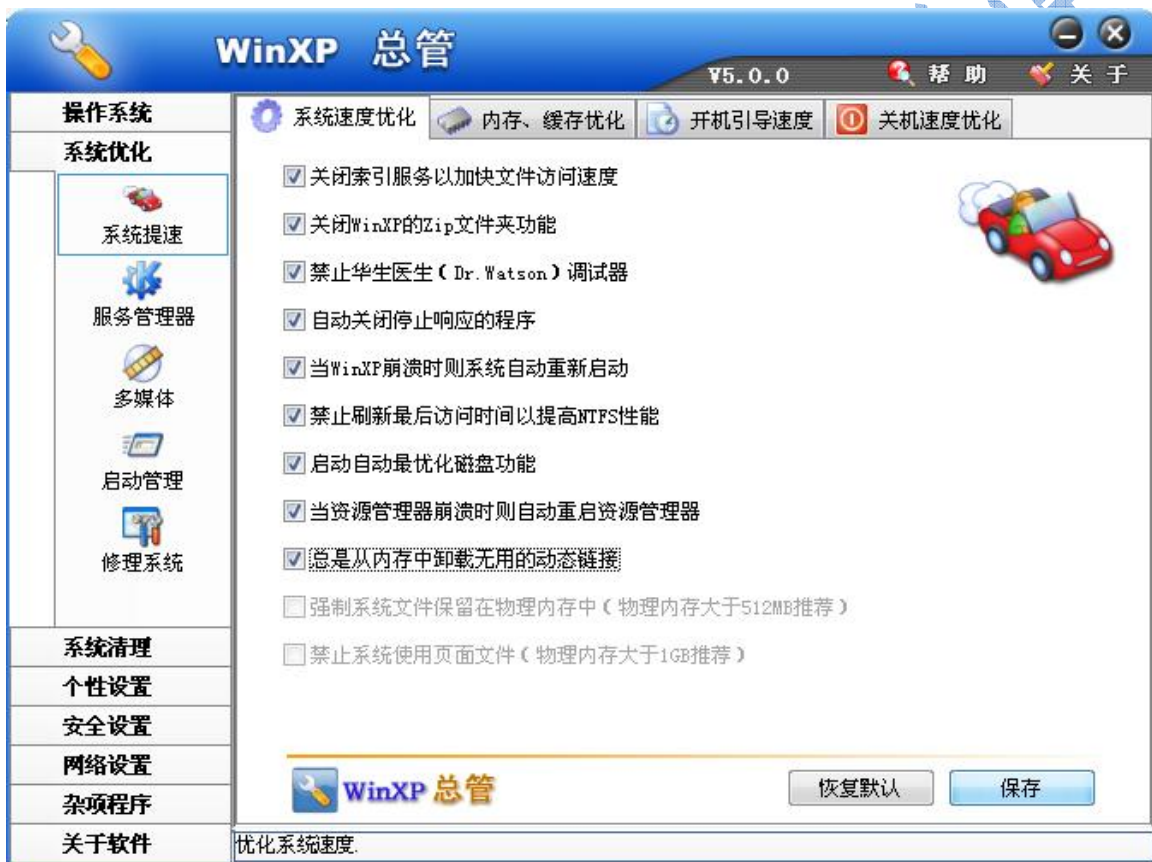 WinXP 总管
V5.0.0
帮助
关于
操作系统
系统优化
系统提速
服务管理器
多媒体
启动管理
修理系统
系统清理
个性设置
安全设置
网络设置
杂项程序
关于软件
系统速度优化
内存、缓存优化
开机引导速度
关机速度优化
关闭索引服务以加快文件访问速度
关闭WinXP的Zip文件夹功能
禁止华生医生(Dr.Watson)调试器
自动关闭停止响应的程序
当WinXP崩溃时则系统自动重新启动
禁止刷新最后访问时间以提高NTFS性能
启动自动最优化磁盘功能
当资源管理器崩溃时则自动重启资源管理器
总是从内存中卸载无用的动态链接
强制系统文件保留在物理内存中(物理内存大于512MB推荐)
禁止系统使用页面文件(物理内存大于1GB推荐)
WinXP 总管
恢复默认
保存
优化系统速度.